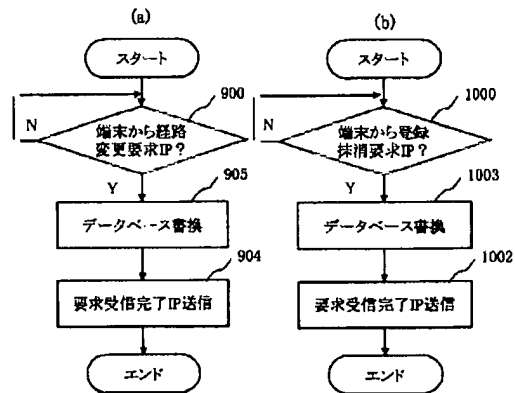 (a)
スタート
900
端末から経路
変更要求IP?
N
Y
905
データベース書換
904
要求受信完了IP送信
エンド
(b)
スタート
1000
端末から登録
抹消要求IP?
N
Y
1003
データベース書換
1002
要求受信完了IP送信
エンド